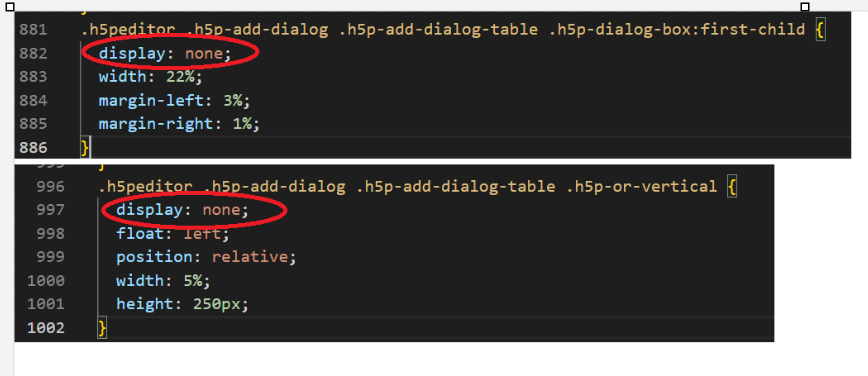 881 .h5peditor .h5p-add-dialog .h5p-add-dialog-table .h5p-dialog-box:first-child {
882 display: none;
883 width: 22%;
884 margin-left: 3%;
885 margin-right: 1%;
886 }
996 .h5peditor .h5p-add-dialog .h5p-add-dialog-table .h5p-or-vertical {
997 display: none;
998 float: left;
999 position: relative;
1000 width: 5%;
1001 height: 250px;
1002 }